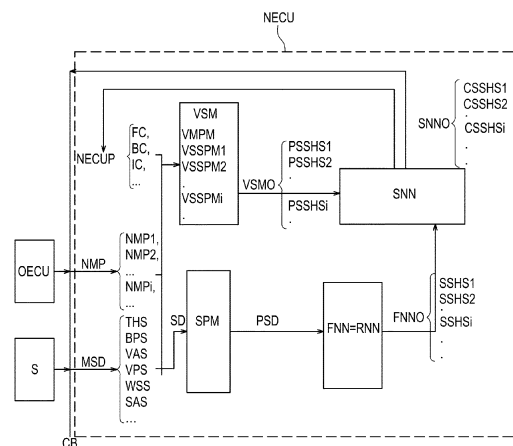 NECU
VSM
VMPM
VSSPM1
VSSPM2
.
VSSPMi
.
FC,
BC,
IC,
...
NECUP
VSMO
PSSHS1
PSSHS2
.
PSSHSi
.
.
SNN
SNNO
CSSHS1
CSSHS2
.
CSSHSi
.
.
OECU
NMP
NMP1,
NMP2,
...
NMPi,
...
S
MSD
THS
BPS
VAS
VPS
WSS
SAS
...
SD
SPM
PSD
FNN=RNN
FNNO
SSHS1
SSHS2
.
SSHSi
.
.
CB